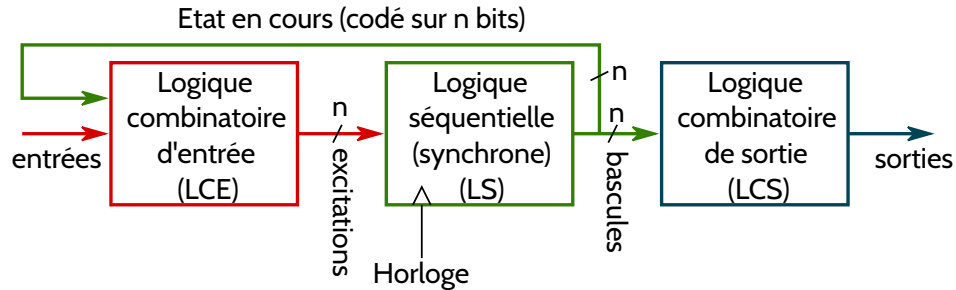 Etat en cours (codé sur n bits)
Logique
combinatoire
d'entrée
(LCE)
entrées
n
excitations
Logique
séquentielle
(synchrone)
(LS)
Horloge
n
n
bascules
Logique
combinatoire
de sortie
(LCS)
sorties